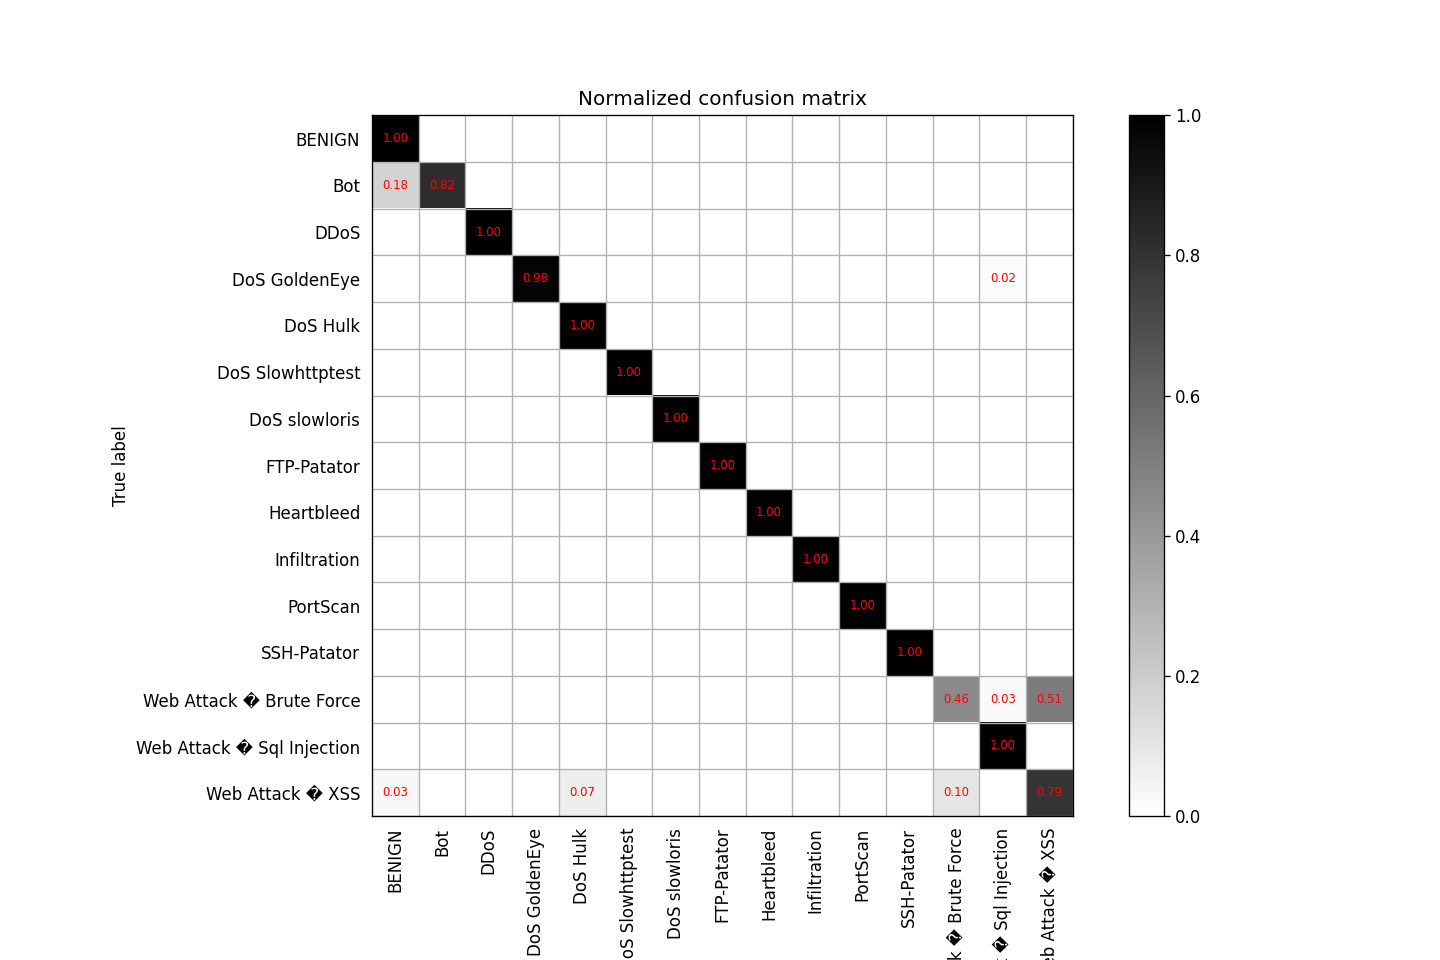 Normalized confusion matrix
True label
BENIGN 1.00
Bot 0.18 0.82
DDoS 1.00
DoS GoldenEye 0.98 0.02
DoS Hulk 1.00
DoS Slowhttptest 1.00
DoS slowloris 1.00
FTP-Patator 1.00
Heartbleed 1.00
Infiltration 1.00
PortScan 1.00
SSH-Patator 1.00
Web Attack � Brute Force 0.46 0.03 0.51
Web Attack � Sql Injection 1.00
Web Attack � XSS 0.03 0.07 0.10 0.79
BENIGN
Bot
DDoS
DoS GoldenEye
DoS Hulk
oS Slowhttptest
DoS slowloris
FTP-Patator
Heartbleed
Infiltration
PortScan
SSH-Patator
k � Brute Force
� Sql Injection
eb Attack � XSS
1.0
0.8
0.6
0.4
0.2
0.0